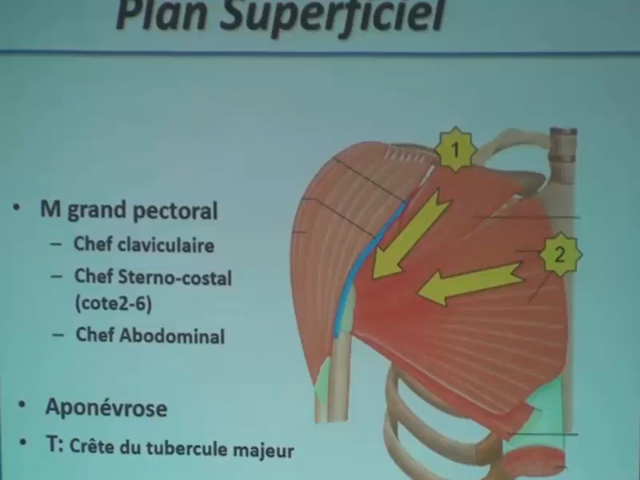 Plan Superficiel
1
2
• M grand pectoral
– Chef claviculaire
– Chef Sterno-costal
(cote2-6)
– Chef Abodominal
• Aponévrose
• T: Crête du tubercule majeur